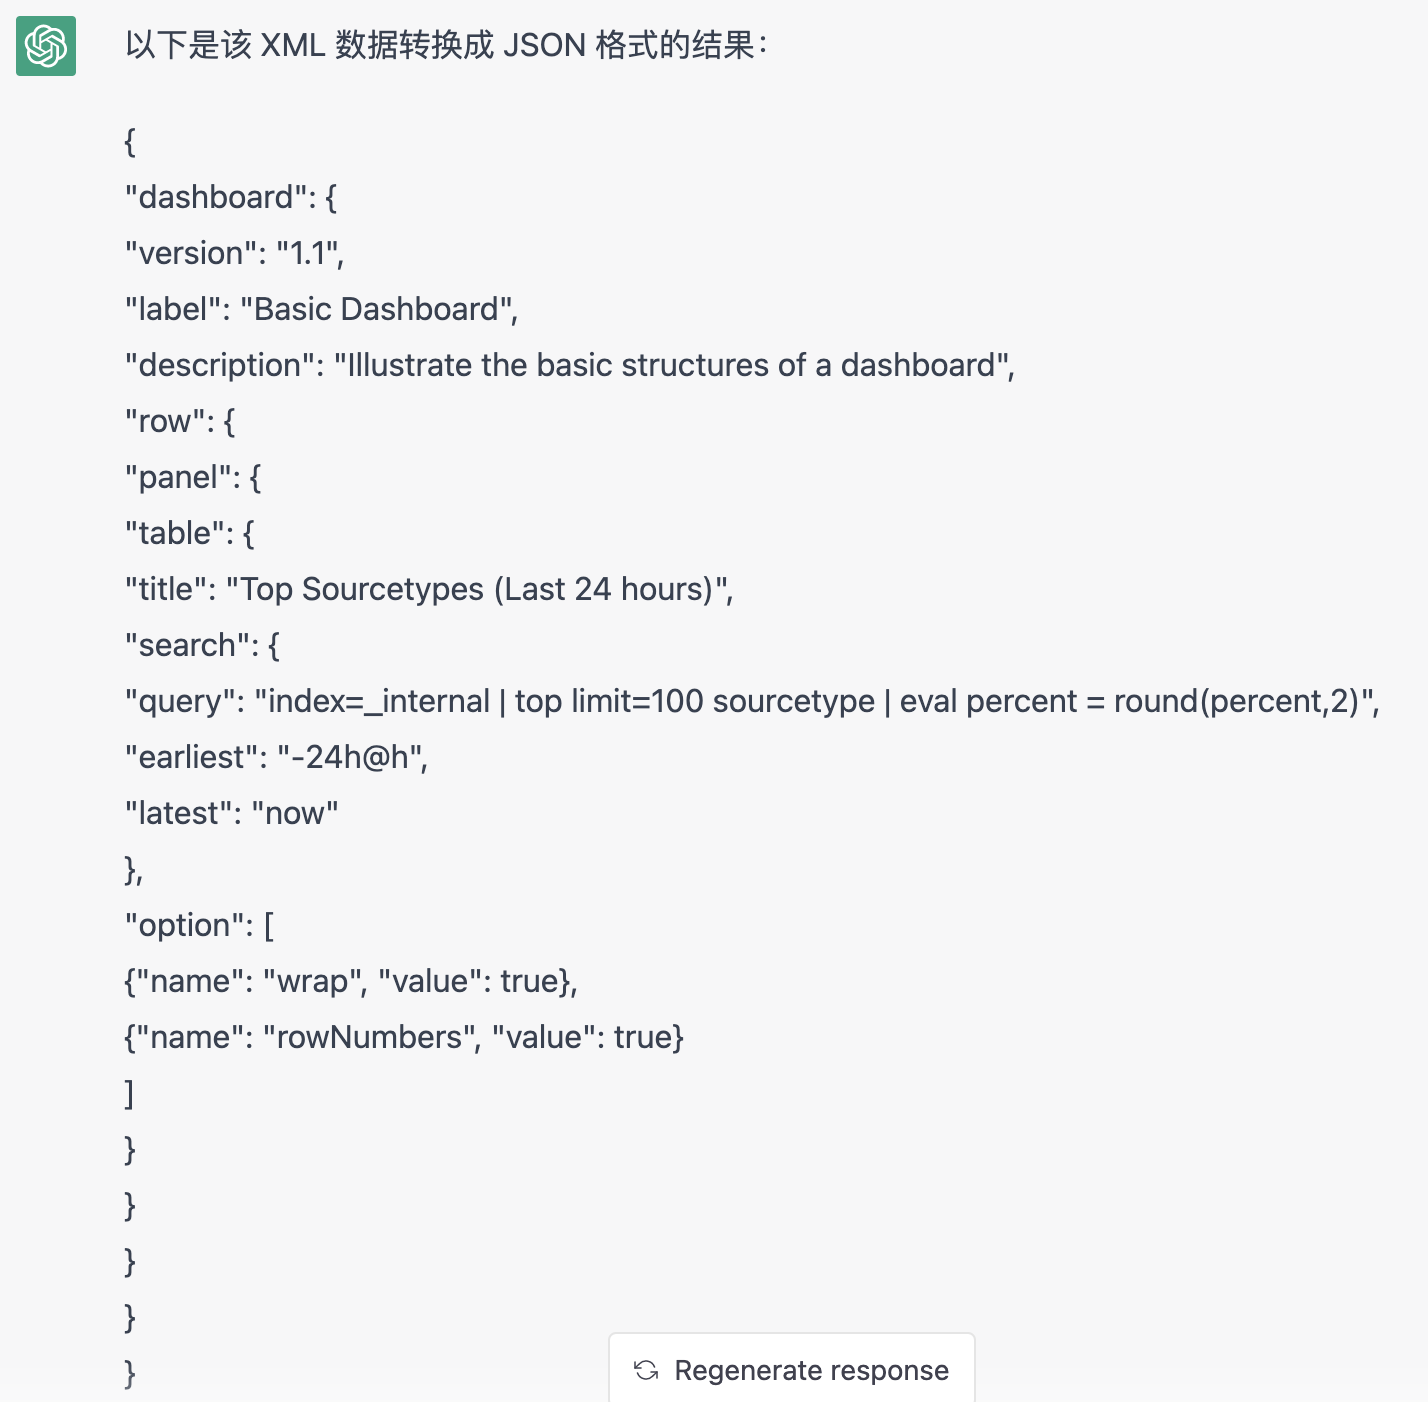 以下是该 XML 数据转换成 JSON 格式的结果：
{
"dashboard": {
"version": "1.1",
"label": "Basic Dashboard",
"description": "Illustrate the basic structures of a dashboard",
"row": {
"panel": {
"table": {
"title": "Top Sourcetypes (Last 24 hours)",
"search": {
"query": "index=_internal | top limit=100 sourcetype | eval percent = round(percent,2)",
"earliest": "-24h@h",
"latest": "now"
},
"option": [
{"name": "wrap", "value": true},
{"name": "rowNumbers", "value": true}
]
}
}
}
}
}
Regenerate response